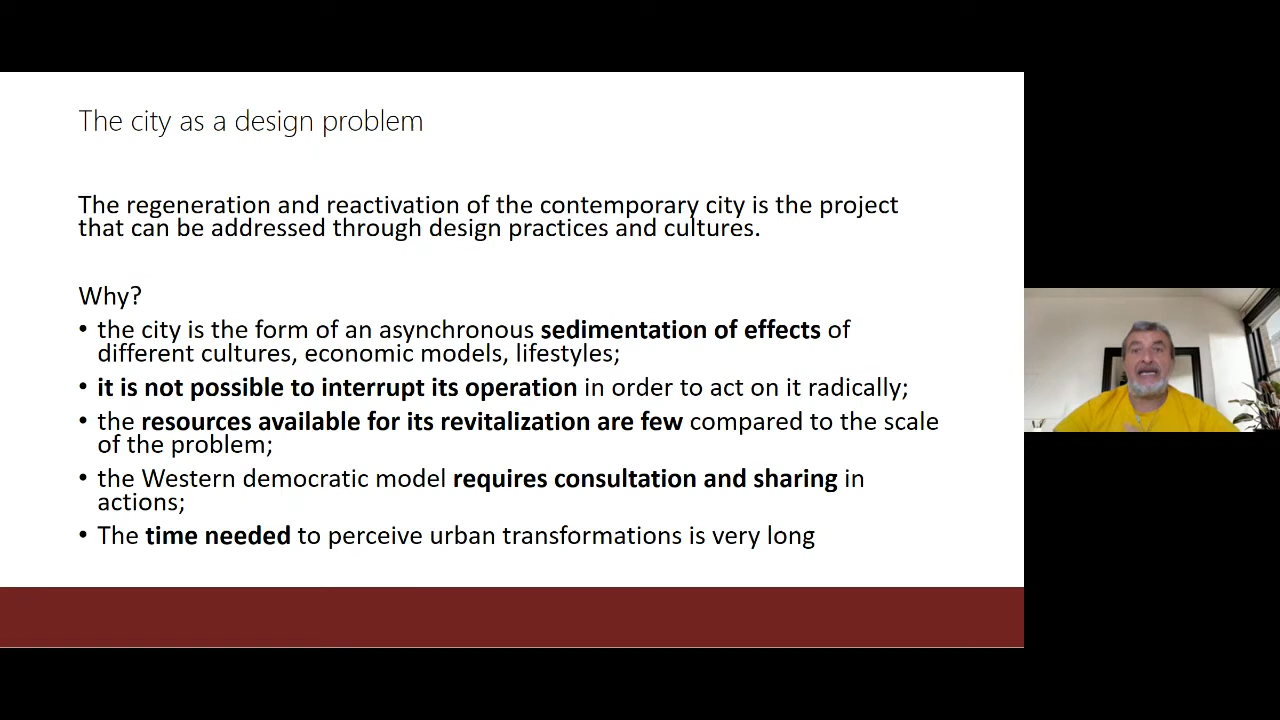 The city as a design problem
The regeneration and reactivation of the contemporary city is the project
that can be addressed through design practices and cultures.
Why?
• the city is the form of an asynchronous sedimentation of effects of
different cultures, economic models, lifestyles;
• it is not possible to interrupt its operation in order to act on it radically;
• the resources available for its revitalization are few compared to the scale
of the problem;
• the Western democratic model requires consultation and sharing in
actions;
• The time needed to perceive urban transformations is very long